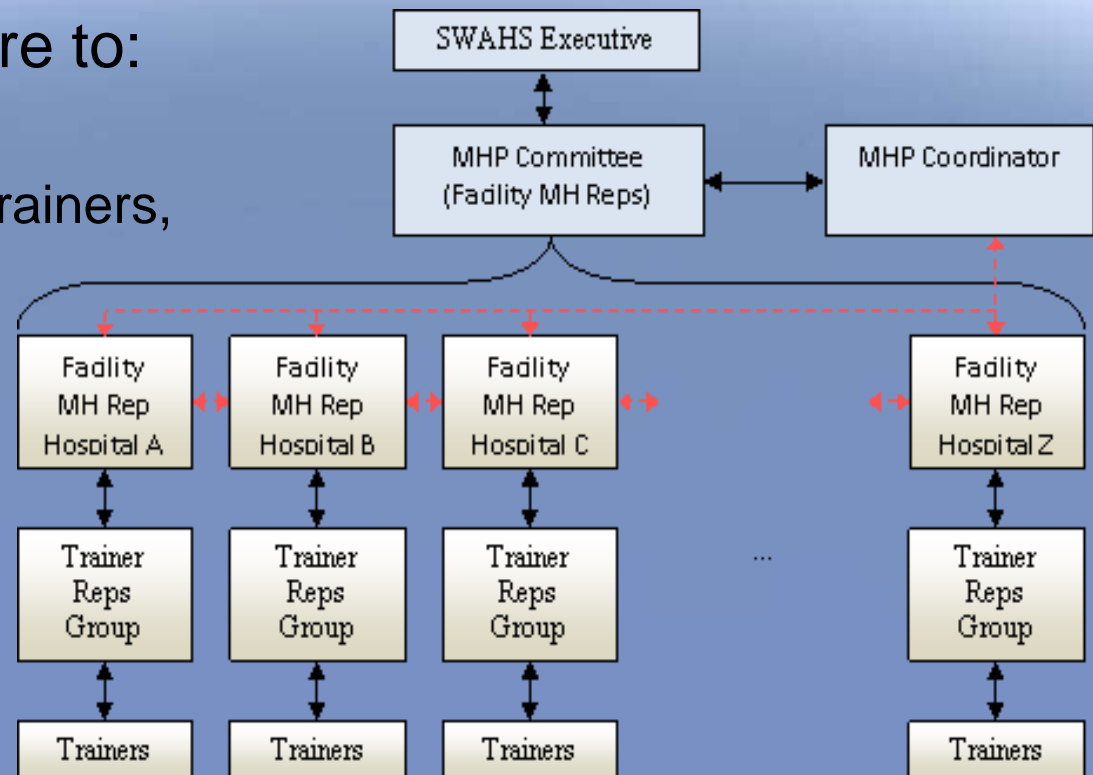 re to:
rainers,
SWAHS Executive
MHP Committee
(Facility MH Reps)
MHP Coordinator
Facility
MH Rep
Hospital A
Facility
MH Rep
Hospital B
Facility
MH Rep
Hospital C
Facility
MH Rep
Hospital Z
Trainer
Reps
Group
Trainer
Reps
Group
Trainer
Reps
Group
...
Trainer
Reps
Group
Trainers
Trainers
Trainers
Trainers